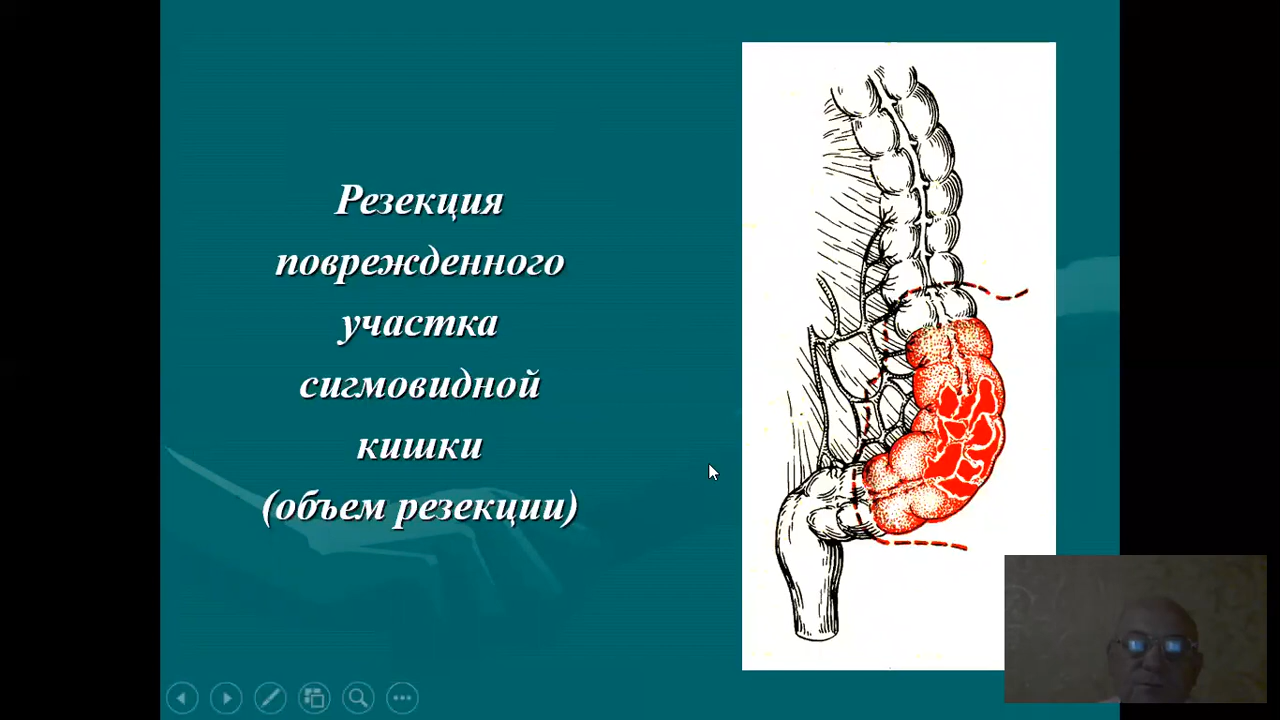 Резекция
поврежденного
участка
сигмовидной
кишки
(объем резекции)